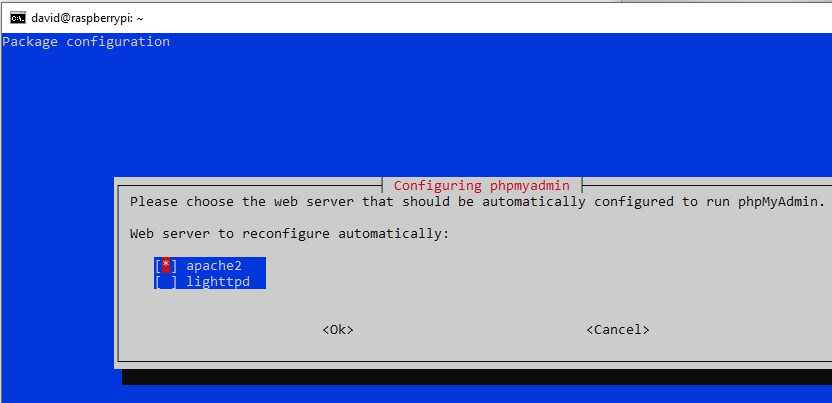 david@raspberrypi: ~
Package configuration
Configuring phpmyadmin
Please choose the web server that should be automatically configured to run phpMyAdmin.
Web server to reconfigure automatically:
[*] apache2
[ ] lighttpd
<Ok> <Cancel>